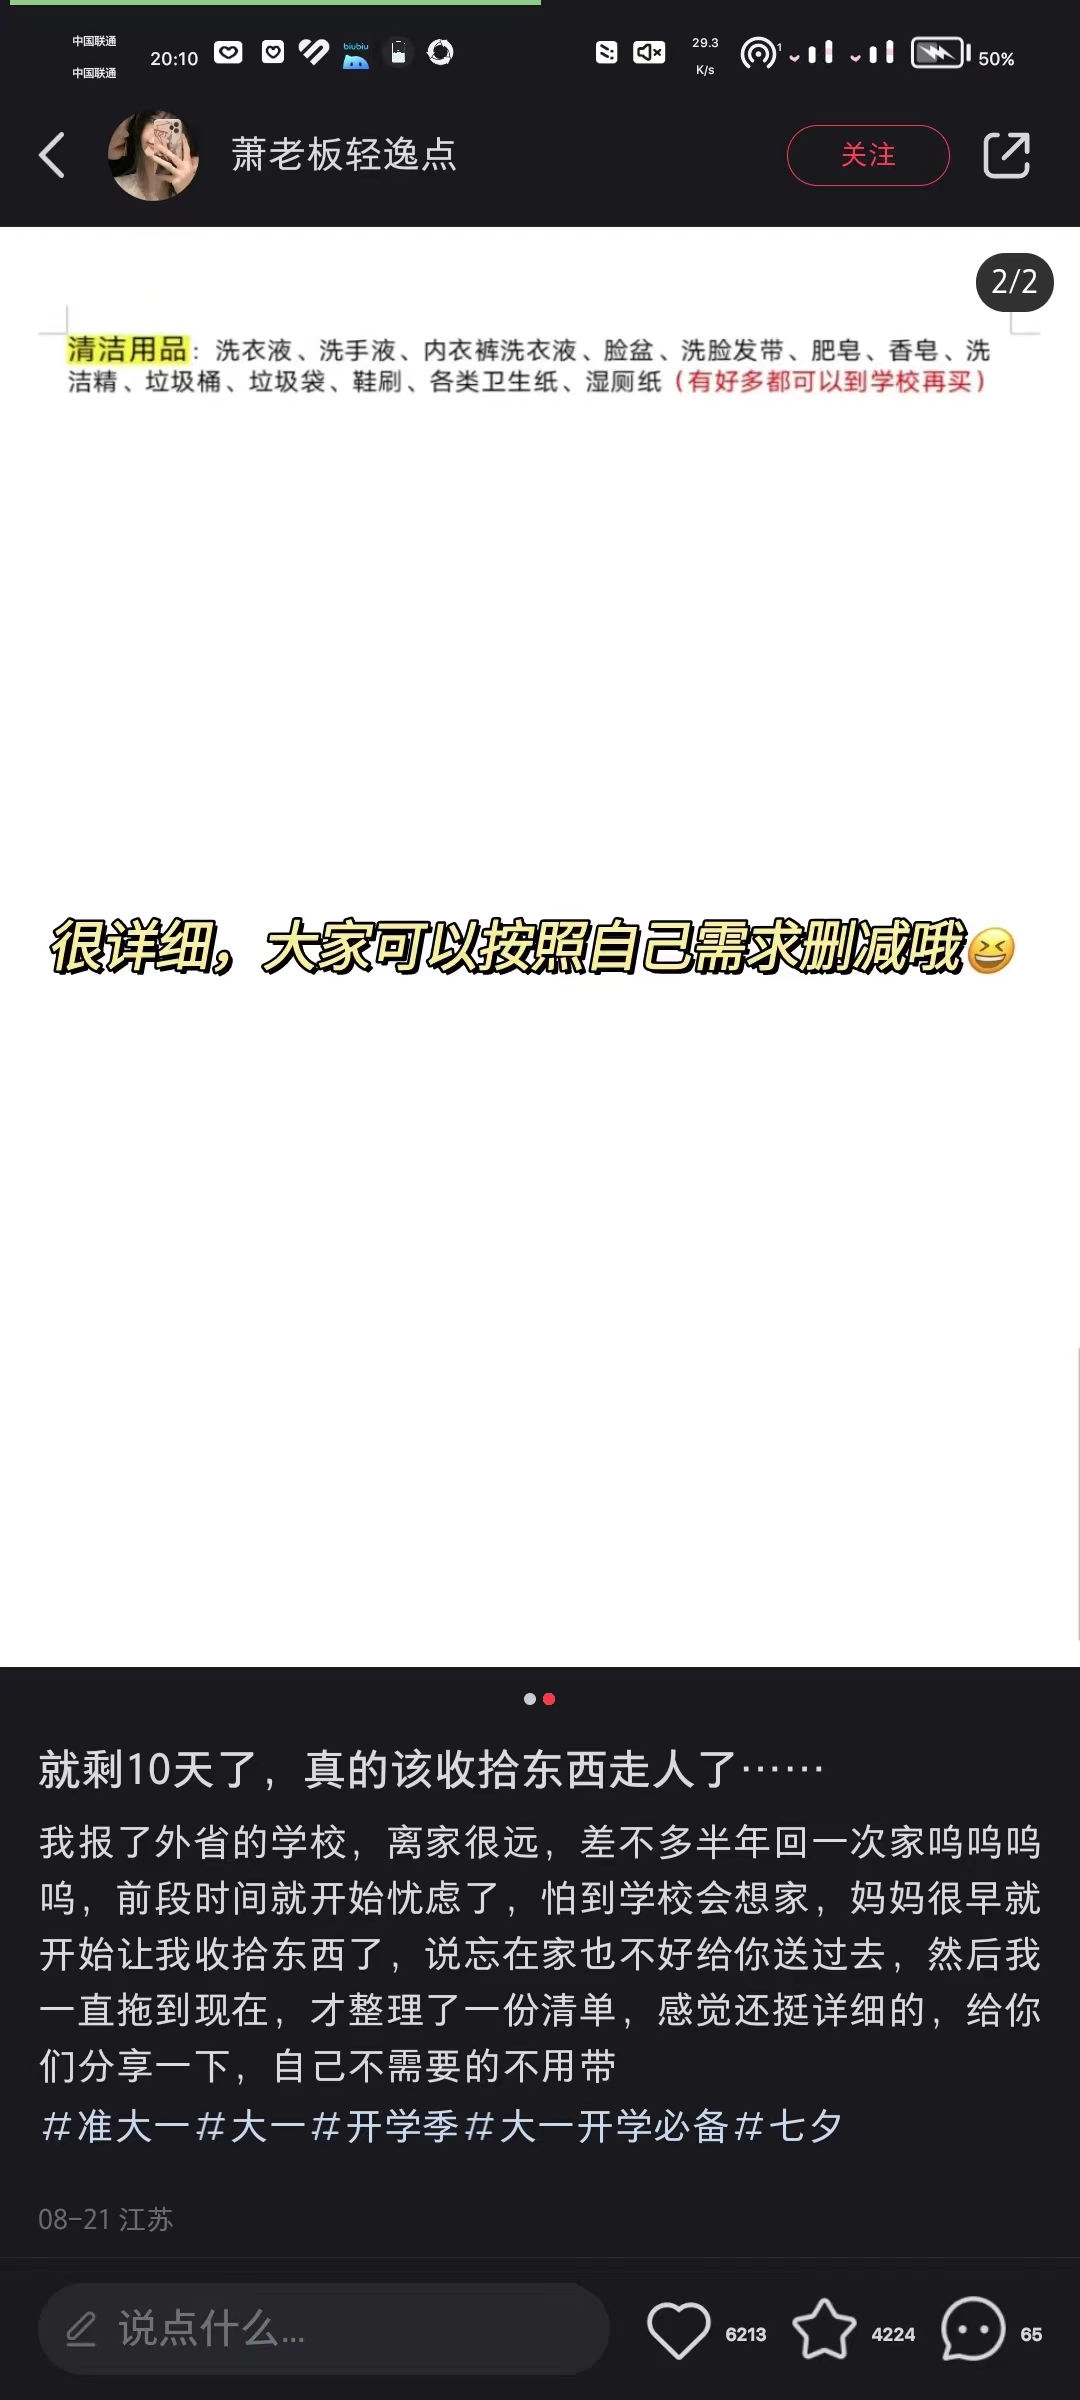 中国联通
中国联通
20:10
biubiu
29.3
K/s
1
50%
萧老板轻逸点
关注
2/2
清洁用品：洗衣液、洗手液、内衣裤洗衣液、脸盆、洗脸发带、肥皂、香皂、洗
洁精、垃圾桶、垃圾袋、鞋刷、各类卫生纸、湿厕纸（有好多都可以到学校再买）
很详细，大家可以按照自己需求删减哦😆
就剩10天了，真的该收拾东西走人了······
我报了外省的学校，离家很远，差不多半年回一次家呜呜呜
呜，前段时间就开始忧虑了，怕到学校会想家，妈妈很早就
开始让我收拾东西了，说忘在家也不好给你送过去，然后我
一直拖到现在，才整理了一份清单，感觉还挺详细的，给你
们分享一下，自己不需要的不用带
#准大一#大一#开学季#大一开学必备#七夕
08-21 江苏
说点什么...
6213
4224
65